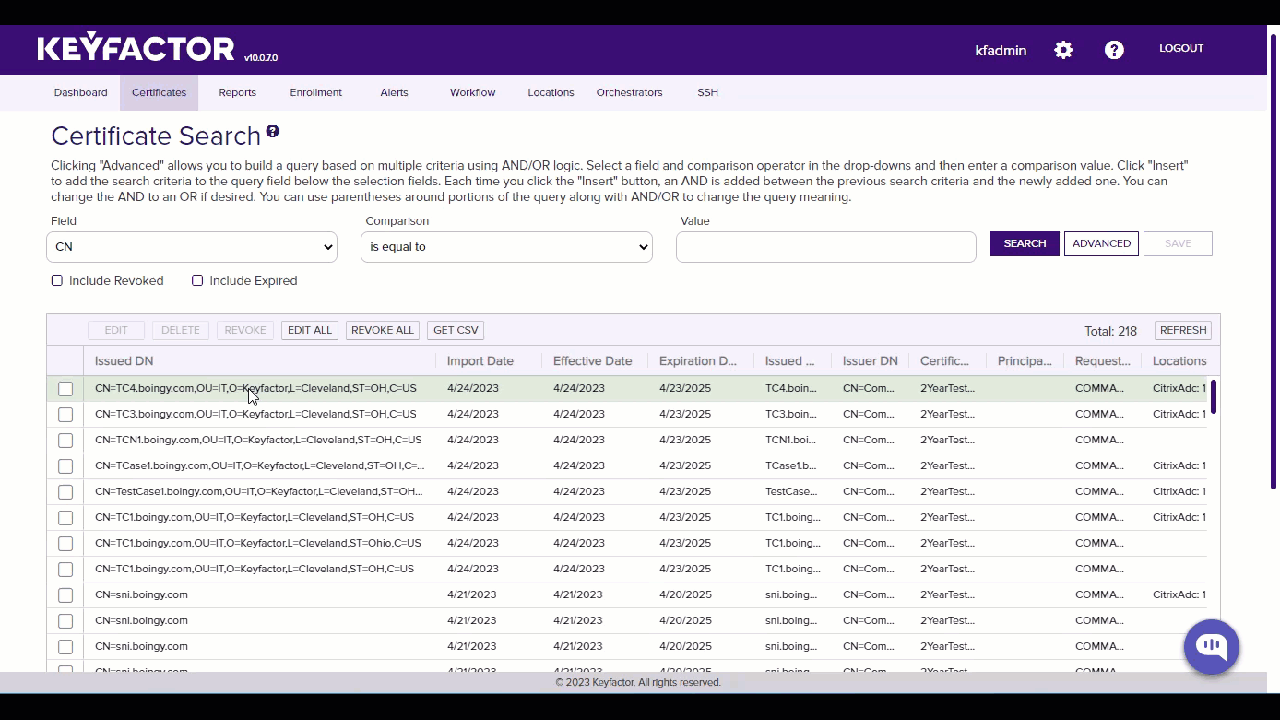 KEYFACTOR v10.0.7.0 kfadmin ? LOGOUT
Dashboard Certificates Reports Enrollment Alerts Workflow Locations Orchestrators SSH
Certificate Search ?
Clicking "Advanced" allows you to build a query based on multiple criteria using AND/OR logic. Select a field and comparison operator in the drop-downs and then enter a comparison value. Click "Insert"
to add the search criteria to the query field below the selection fields. Each time you click the "Insert" button, an AND is added between the previous search criteria and the newly added one. You can
change the AND to an OR if desired. You can use parentheses around portions of the query along with AND/OR to change the query meaning.
Field Comparison Value
CN is equal to SEARCH ADVANCED SAVE
Include Revoked Include Expired
EDIT DELETE REVOKE EDIT ALL REVOKE ALL GET CSV Total: 218 REFRESH
Issued DN Import Date Effective Date Expiration D... Issued ... Issuer DN Certific... Principa... Request... Locations
CN=TC4.boingy.com,OU=IT,O=Keyfactor,L=Cleveland,ST=OH,C=US 4/24/2023 4/24/2023 4/23/2025 TC4.boin... CN=Com... 2YearTest... COMMA... CitrixAdc: 1
CN=TC3.boingy.com,OU=IT,O=Keyfactor,L=Cleveland,ST=OH,C=US 4/24/2023 4/24/2023 4/23/2025 TC3.boin... CN=Com... 2YearTest... COMMA... CitrixAdc: 1
CN=TCN1.boingy.com,OU=IT,O=Keyfactor,L=Cleveland,ST=OH,C=US 4/24/2023 4/24/2023 4/23/2025 TCN1.boi... CN=Com... 2YearTest... COMMA...
CN=TCase1.boingy.com,OU=IT,O=Keyfactor,L=Cleveland,ST=OH,C=... 4/24/2023 4/24/2023 4/23/2025 TCase1.b... CN=Com... 2YearTest... COMMA... CitrixAdc: 1
CN=TestCase1.boingy.com,OU=IT,O=Keyfactor,L=Cleveland,ST=OH... 4/24/2023 4/24/2023 4/23/2025 TestCase... CN=Com... 2YearTest... COMMA... CitrixAdc: 1
CN=TC1.boingy.com,OU=IT,O=Keyfactor,L=Cleveland,ST=OH,C=US 4/24/2023 4/24/2023 4/23/2025 TC1.boing... CN=Com... 2YearTest... COMMA... CitrixAdc: 1
CN=TC1.boingy.com,OU=IT,O=Keyfactor,L=Cleveland,ST=Ohio,C=US 4/24/2023 4/24/2023 4/23/2025 TC1.boing... CN=Com... 2YearTest... COMMA...
CN=TC1.boingy.com,OU=IT,O=Keyfactor,L=Cleveland,ST=OH,C=US 4/24/2023 4/24/2023 4/23/2025 TC1.boing... CN=Com... 2YearTest... COMMA...
CN=sni.boingy.com 4/21/2023 4/21/2023 4/20/2025 sni.boing... CN=Com... 2YearTest... COMMA... CitrixAdc: 1
CN=sni.boingy.com 4/21/2023 4/21/2023 4/20/2025 sni.boing... CN=Com... 2YearTest... COMMA...
CN=sni.boingy.com 4/21/2023 4/21/2023 4/20/2025 sni.boing... CN=Com... 2YearTest... COMMA...
CN=sni.boingy.com 4/21/2023 4/21/2023 4/20/2025 sni.boing... CN=Com... 2YearTest... COMMA...
© 2023 Keyfactor. All rights reserved.